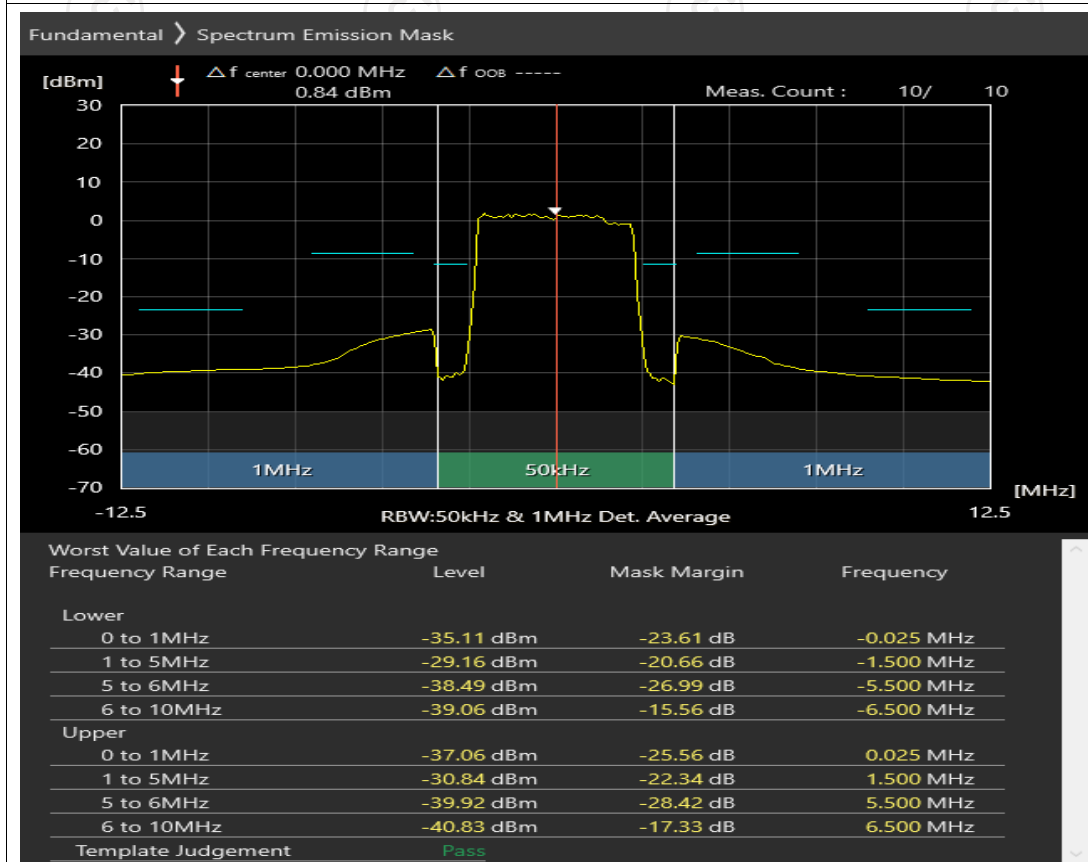 Fundamental ❯ Spectrum Emission Mask
[dBm]
△f center 0.000 MHz △f OOB -----
0.84 dBm
Meas. Count : 10/ 10
30
20
10
0
-10
-20
-30
-40
-50
-60
-70
1MHz 50kHz 1MHz
[MHz]
-12.5 RBW:50kHz & 1MHz Det. Average 12.5
Worst Value of Each Frequency Range
Frequency Range Level Mask Margin Frequency
Lower
0 to 1MHz -35.11 dBm -23.61 dB -0.025 MHz
1 to 5MHz -29.16 dBm -20.66 dB -1.500 MHz
5 to 6MHz -38.49 dBm -26.99 dB -5.500 MHz
6 to 10MHz -39.06 dBm -15.56 dB -6.500 MHz
Upper
0 to 1MHz -37.06 dBm -25.56 dB 0.025 MHz
1 to 5MHz -30.84 dBm -22.34 dB 1.500 MHz
5 to 6MHz -39.92 dBm -28.42 dB 5.500 MHz
6 to 10MHz -40.83 dBm -17.33 dB 6.500 MHz
Template Judgement Pass